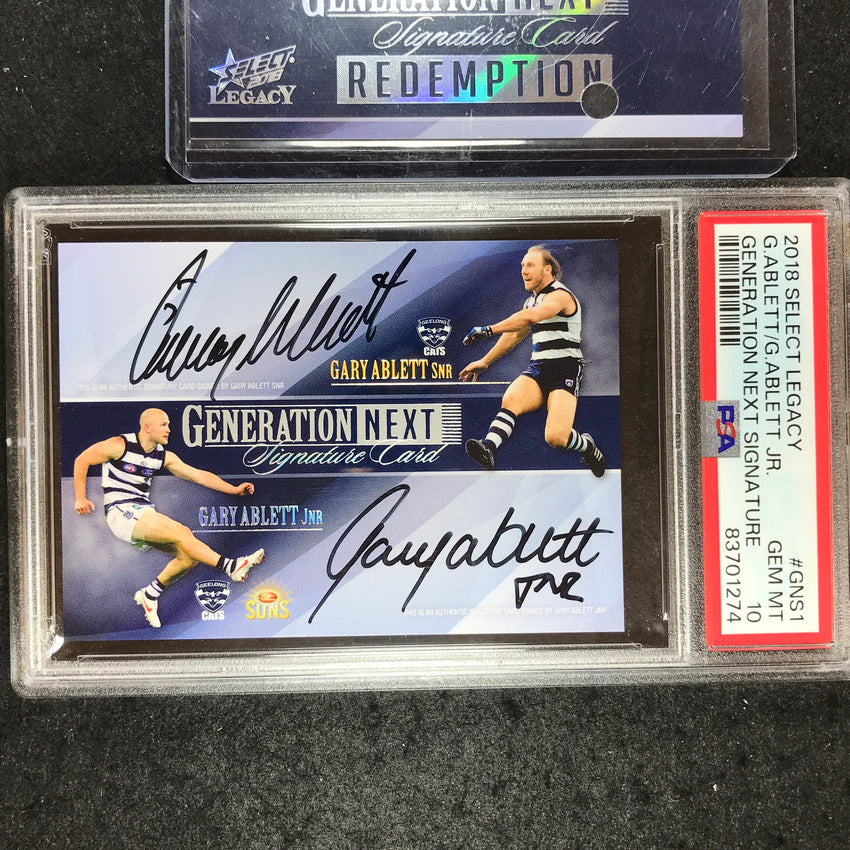 GENERATION NEXT
Signature Card
SELECT
2018
LEGACY
REDEMPTION
Gary Ablett
GEELONG
CATS
GARY ABLETT SNR
THIS IS AN AUTHENTIC SIGNATURE CARD SIGNED BY GARY ABLETT SNR
GENERATION NEXT
Signature Card
GARY ABLETT JNR
Gary Ablett
JNR
GEELONG
CATS
SUNS
THIS IS AN AUTHENTIC SIGNATURE CARD SIGNED BY GARY ABLETT JNR
2018 SELECT LEGACY #GNS1
G.ABLETT/G.ABLETT JR. GEM MT
GENERATION NEXT SIGNATURE 10
PSA 83701274